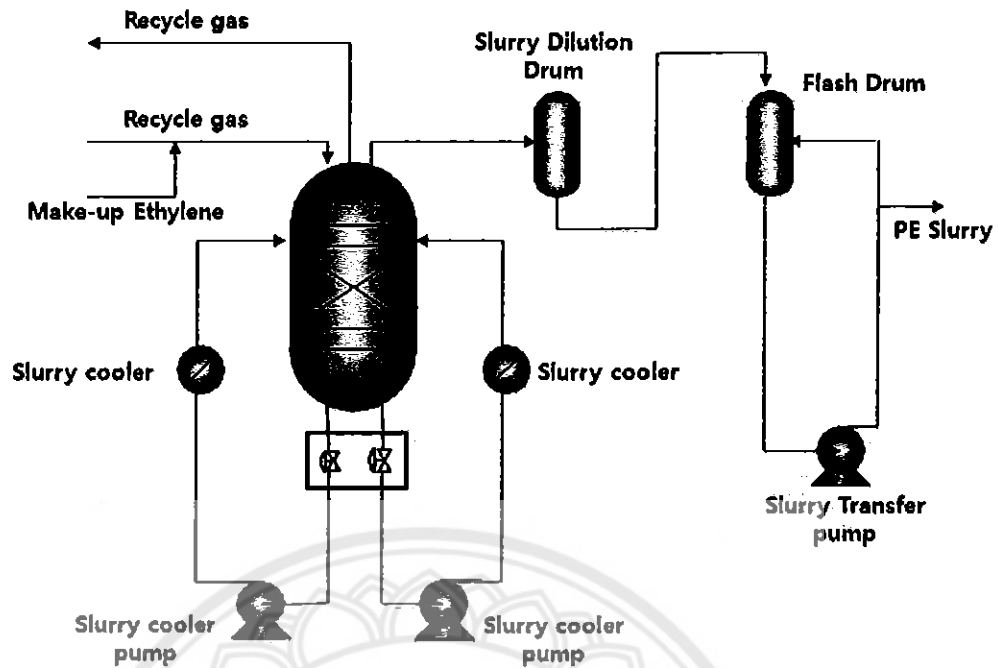 Recycle gas
Slurry Dilution
Drum
Flash Drum
Recycle gas
Make-up Ethylene
PE Slurry
Slurry cooler
Slurry cooler
Slurry Transfer
pump
Slurry cooler
pump
Slurry cooler
pump